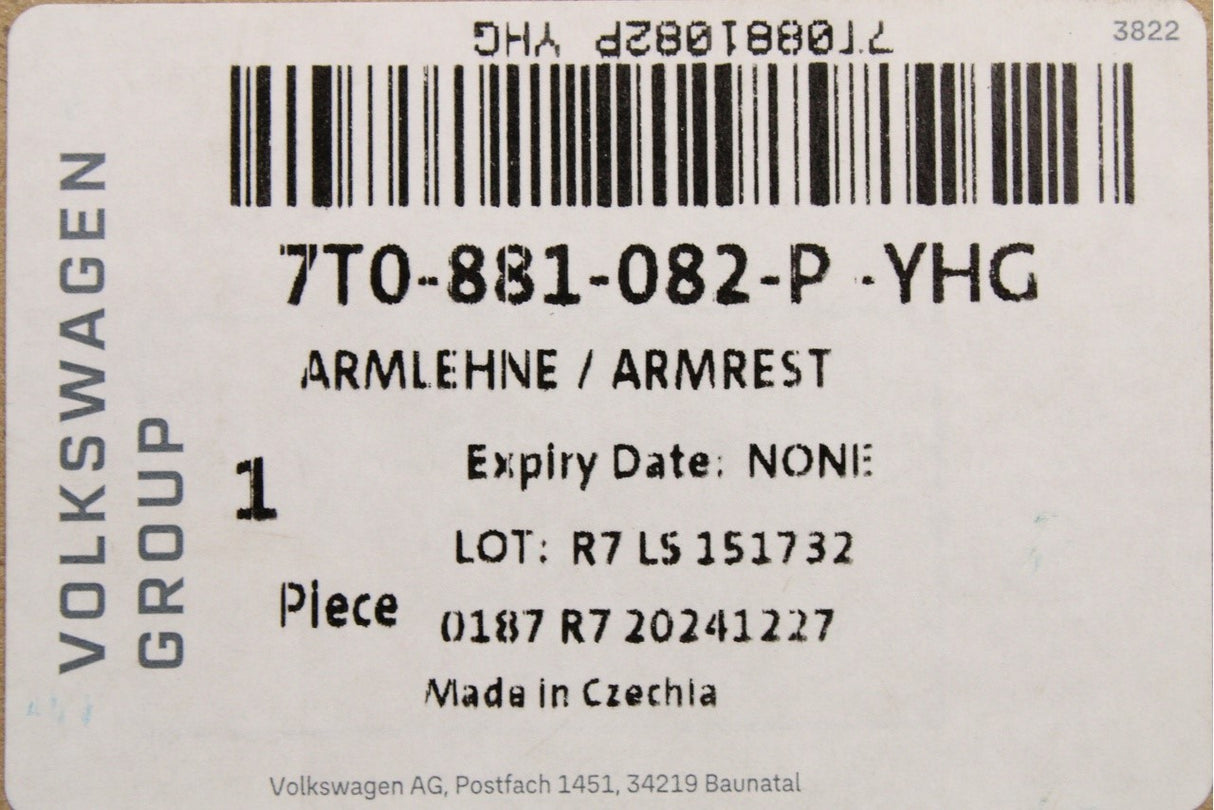 7T0881082P YHG
3822
7T0-881-082-P -YHG
ARMLEHNE / ARMREST
Expiry Date: NONE
1
LOT: R7 LS 151732
Piece
0187 R7 20241227
Made in Czechia
VOLKSWAGEN
GROUP
Volkswagen AG, Postfach 1451, 34219 Baunatal